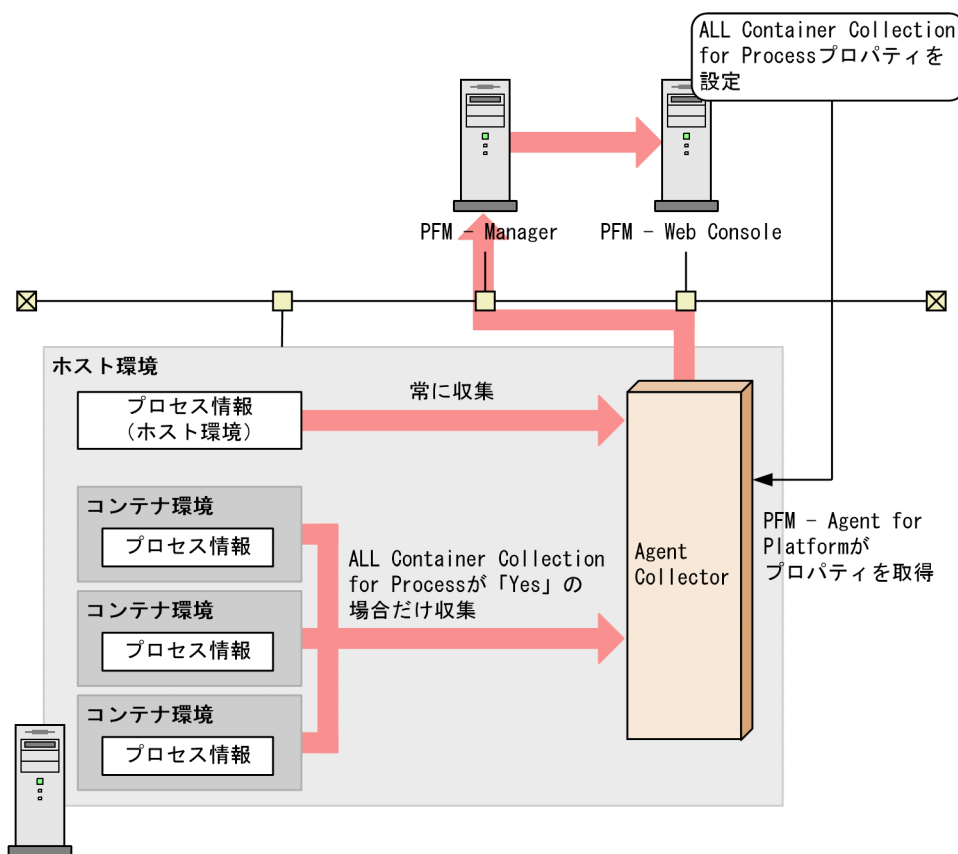 ALL Container Collection
for Processプロパティを
設定
PFM - Manager
PFM - Web Console
ホスト環境
プロセス情報
（ホスト環境）
常に収集
コンテナ環境
プロセス情報
コンテナ環境
プロセス情報
コンテナ環境
プロセス情報
ALL Container Collection
for Processが「Yes」の
場合だけ収集
Agent
Collector
PFM - Agent for
Platformが
プロパティを取得